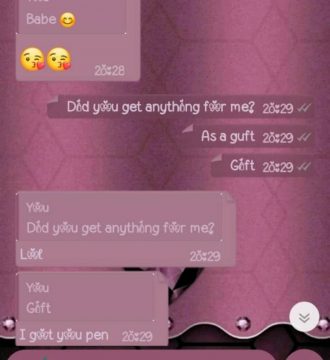 Babe 😊
😘😘
20:28
Did you get anything for me? 20:29
As a guft 20:29
Gift 20:29
You
Did you get anything for me?
Lol 20:29
You
Gift
I got you pen 20:29